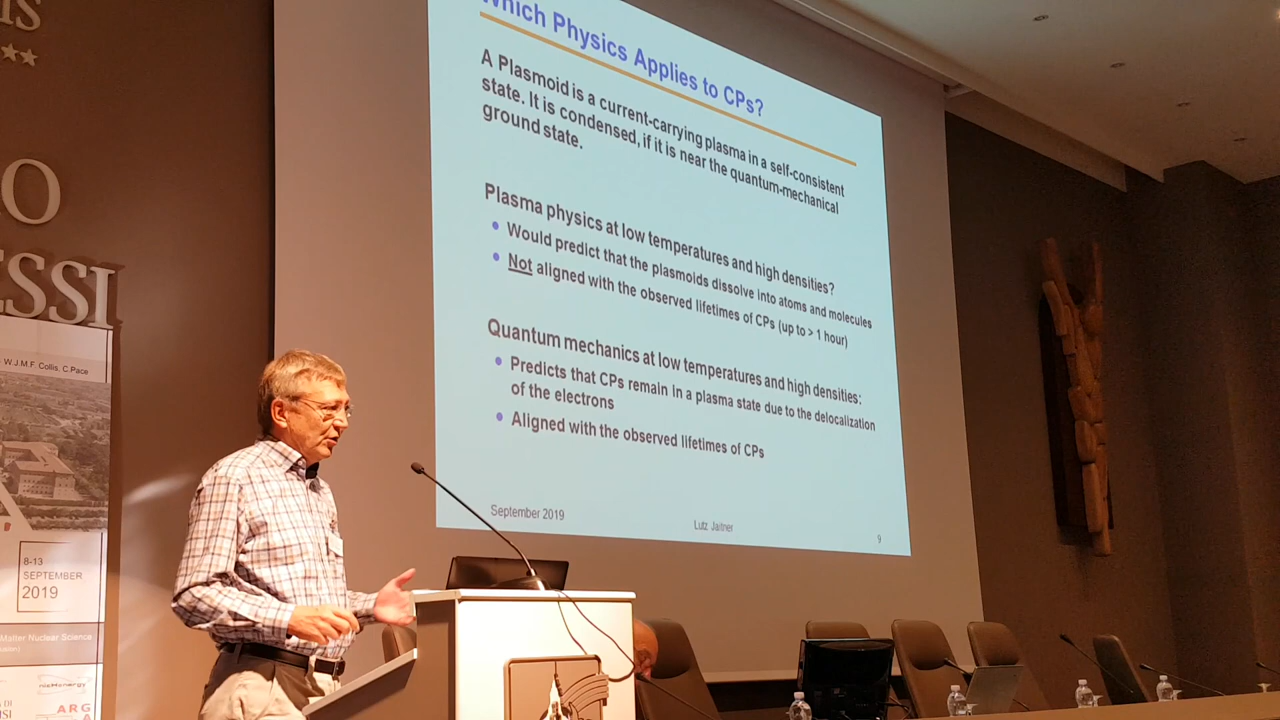 Which Physics Applies to CPs?
A Plasmoid is a current-carrying plasma in a self-consistent
state. It is condensed, if it is near the quantum-mechanical
ground state.
Plasma physics at low temperatures and high densities?
• Would predict that the plasmoids dissolve into atoms and molecules
• Not aligned with the observed lifetimes of CPs (up to > 1 hour)
Quantum mechanics at low temperatures and high densities:
• Predicts that CPs remain in a plasma state due to the delocalization
of the electrons
• Aligned with the observed lifetimes of CPs
September 2019
Lutz Jaitner
9
IS
O
ESSI
W.J.M.F. Collis, C.Pace
8-13
SEPTEMBER
2019
Matter Nuclear Science
ARG